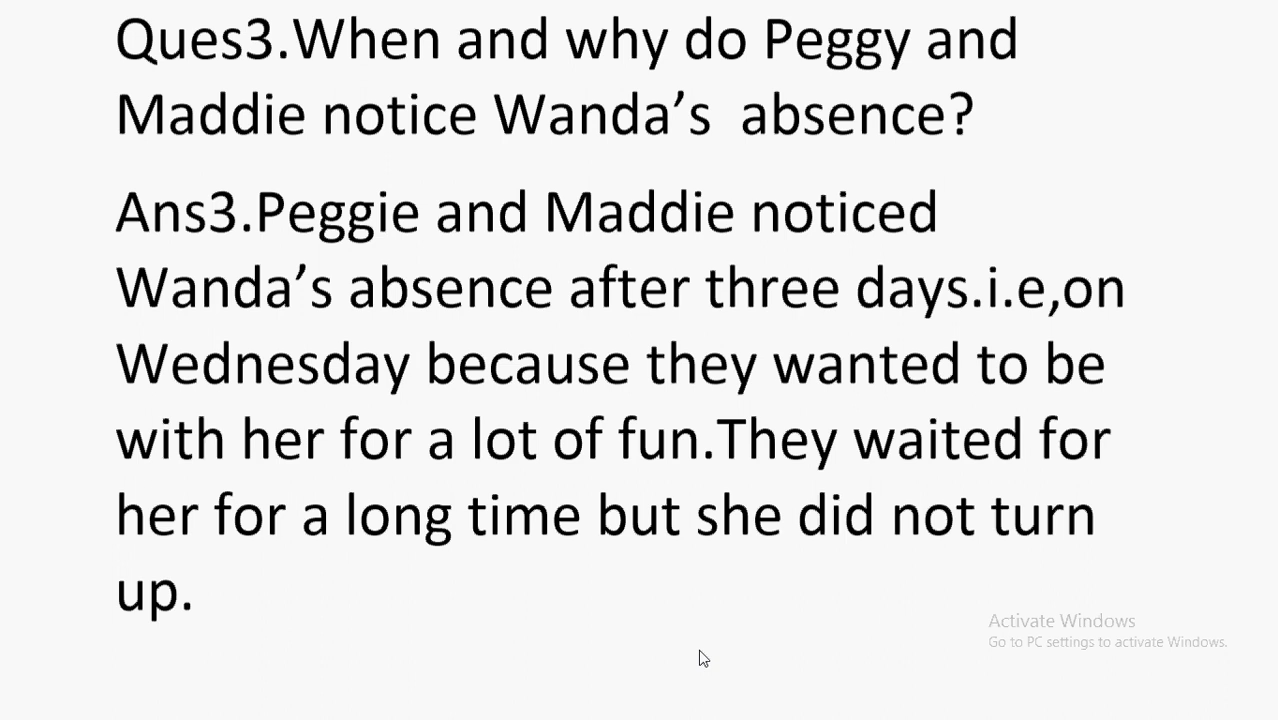 Ques3.When and why do Peggy and
Maddie notice Wanda’s  absence?
Ans3.Peggie and Maddie noticed
Wanda’s absence after three days.i.e,on
Wednesday because they wanted to be
with her for a lot of fun.They waited for
her for a long time but she did not turn
up.
Activate Windows
Go to PC settings to activate Windows.